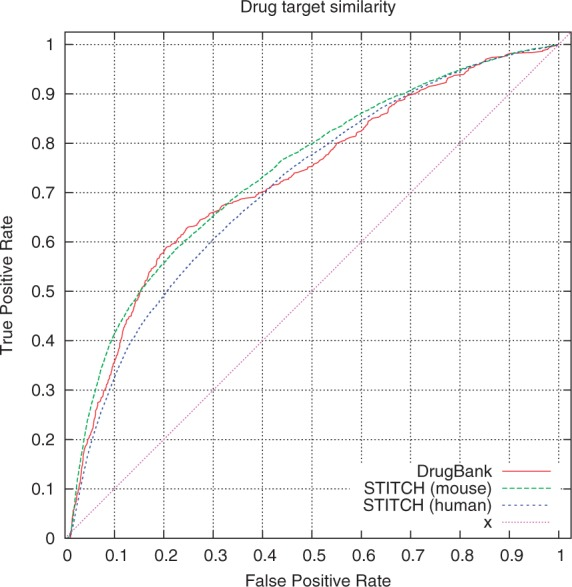 Drug target similarity
True Positive Rate
1
0.9
0.8
0.7
0.6
0.5
0.4
0.3
0.2
0.1
0
DrugBank
STITCH (mouse)
STITCH (human)
x
0 0.1 0.2 0.3 0.4 0.5 0.6 0.7 0.8 0.9 1
False Positive Rate